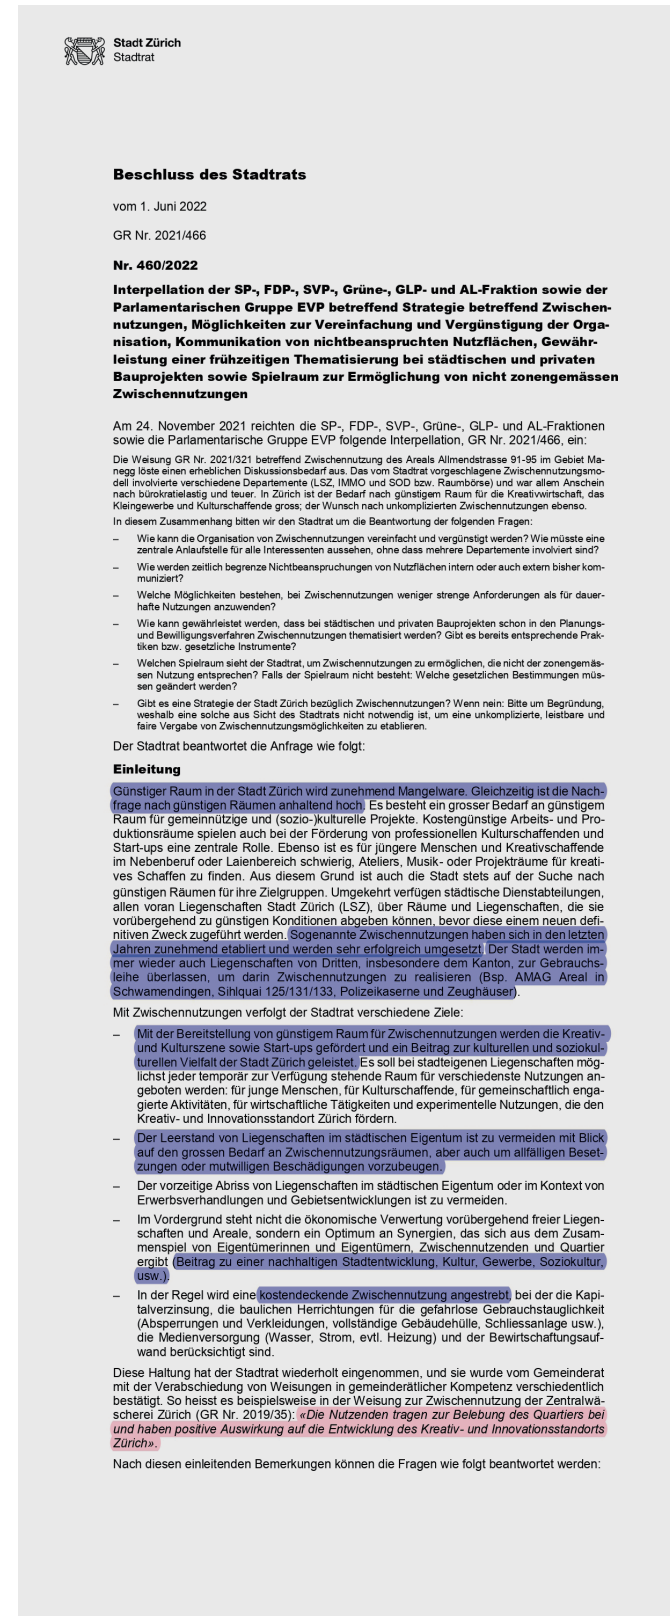 Stadt Zürich
Stadtrat
Beschluss des Stadtrats
vom 1. Juni 2022
GR Nr. 2021/466
Nr. 460/2022
Interpellation der SP-, FDP-, SVP-, Grüne-, GLP- und AL-Fraktion sowie der
Parlamentarischen Gruppe EVP betreffend Strategie betreffend Zwischen-
nutzungen, Möglichkeiten zur Vereinfachung und Vergünstigung der Orga-
nisation, Kommunikation von nichtbeanspruchten Nutzflächen, Gewähr-
leistung einer frühzeitigen Thematisierung bei städtischen und privaten
Bauprojekten sowie Spielraum zur Ermöglichung von nicht zonengemässen
Zwischennutzungen
Am 24. November 2021 reichten die SP-, FDP-, SVP-, Grüne-, GLP- und AL-Fraktionen
sowie die Parlamentarische Gruppe EVP folgende Interpellation, GR Nr. 2021/466, ein:
Die Weisung GR Nr. 2021/321 betreffend Zwischennutzung des Areals Allmendstrasse 91-95 im Gebiet Ma-
negg löste einen erheblichen Diskussionsbedarf aus. Das vom Stadtrat vorgeschlagene Zwischennutzungsmo-
dell involvierte verschiedene Departemente (LSZ, IMMO und SOD bzw. Raumbörse) und war allem Anschein
nach bürokratielastig und teuer. In Zürich ist der Bedarf nach günstigem Raum für die Kreativwirtschaft, das
Kleingewerbe und Kulturschaffende gross; der Wunsch nach unkomplizierten Zwischennutzungen ebenso.
In diesem Zusammenhang bitten wir den Stadtrat um die Beantwortung der folgenden Fragen:
– Wie kann die Organisation von Zwischennutzungen vereinfacht und vergünstigt werden? Wie müsste eine
zentrale Anlaufstelle für alle Interessenten aussehen, ohne dass mehrere Departemente involviert sind?
– Wie werden zeitlich begrenze Nichtbeanspruchungen von Nutzflächen intern oder auch extern bisher kom-
muniziert?
– Welche Möglichkeiten bestehen, bei Zwischennutzungen weniger strenge Anforderungen als für dauer-
hafte Nutzungen anzuwenden?
– Wie kann gewährleistet werden, dass bei städtischen und privaten Bauprojekten schon in den Planungs-
und Bewilligungsverfahren Zwischennutzungen thematisiert werden? Gibt es bereits entsprechende Prak-
tiken bzw. gesetzliche Instrumente?
– Welchen Spielraum sieht der Stadtrat, um Zwischennutzungen zu ermöglichen, die nicht der zonengemäs-
sen Nutzung entsprechen? Falls der Spielraum nicht besteht: Welche gesetzlichen Bestimmungen müs-
sen geändert werden?
– Gibt es eine Strategie der Stadt Zürich bezüglich Zwischennutzungen? Wenn nein: Bitte um Begründung,
weshalb eine solche aus Sicht des Stadtrats nicht notwendig ist, um eine unkomplizierte, leistbare und
faire Vergabe von Zwischennutzungsmöglichkeiten zu etablieren.
Der Stadtrat beantwortet die Anfrage wie folgt:
Einleitung
Günstiger Raum in der Stadt Zürich wird zunehmend Mangelware. Gleichzeitig ist die Nach-
frage nach günstigen Räumen anhaltend hoch. Es besteht ein grosser Bedarf an günstigem
Raum für gemeinnützige und (sozio-)kulturelle Projekte. Kostengünstige Arbeits- und Pro-
duktionsräume spielen auch bei der Förderung von professionellen Kulturschaffenden und
Start-ups eine zentrale Rolle. Ebenso ist es für jüngere Menschen und Kreativschaffende
im Nebenberuf oder Laienbereich schwierig, Ateliers, Musik- oder Projekträume für kreati-
ves Schaffen zu finden. Aus diesem Grund ist auch die Stadt stets auf der Suche nach
günstigen Räumen für ihre Zielgruppen. Umgekehrt verfügen städtische Dienstabteilungen,
allen voran Liegenschaften Stadt Zürich (LSZ), über Räume und Liegenschaften, die sie
vorübergehend zu günstigen Konditionen abgeben können, bevor diese einem neuen defi-
nitiven Zweck zugeführt werden. Sogenannte Zwischennutzungen haben sich in den letzten
Jahren zunehmend etabliert und werden sehr erfolgreich umgesetzt. Der Stadt werden im-
mer wieder auch Liegenschaften von Dritten, insbesondere dem Kanton, zur Gebrauchs-
leihe überlassen, um darin Zwischennutzungen zu realisieren (Bsp. AMAG Areal in
Schwamendingen, Sihlquai 125/131/133, Polizeikaserne und Zeughäuser).
Mit Zwischennutzungen verfolgt der Stadtrat verschiedene Ziele:
– Mit der Bereitstellung von günstigem Raum für Zwischennutzungen werden die Kreativ-
und Kulturszene sowie Start-ups gefördert und ein Beitrag zur kulturellen und soziokul-
turellen Vielfalt der Stadt Zürich geleistet. Es soll bei stadteigenen Liegenschaften mög-
lichst jeder temporär zur Verfügung stehende Raum für verschiedenste Nutzungen an-
geboten werden: für junge Menschen, für Kulturschaffende, für gemeinschaftlich enga-
gierte Aktivitäten, für wirtschaftliche Tätigkeiten und experimentelle Nutzungen, die den
Kreativ- und Innovationsstandort Zürich fördern.
– Der Leerstand von Liegenschaften im städtischen Eigentum ist zu vermeiden mit Blick
auf den grossen Bedarf an Zwischennutzungsräumen, aber auch um allfälligen Beset-
zungen oder mutwilligen Beschädigungen vorzubeugen.
– Der vorzeitige Abriss von Liegenschaften im städtischen Eigentum oder im Kontext von
Erwerbsverhandlungen und Gebietsentwicklungen ist zu vermeiden.
– Im Vordergrund steht nicht die ökonomische Verwertung vorübergehend freier Liegen-
schaften und Areale, sondern ein Optimum an Synergien, das sich aus dem Zusam-
menspiel von Eigentümerinnen und Eigentümern, Zwischennutzenden und Quartier
ergibt (Beitrag zu einer nachhaltigen Stadtentwicklung, Kultur, Gewerbe, Soziokultur,
usw.).
– In der Regel wird eine kostendeckende Zwischennutzung angestrebt, bei der die Kapi-
talverzinsung, die baulichen Herrichtungen für die gefahrlose Gebrauchstauglichkeit
(Absperrungen und Verkleidungen, vollständige Gebäudehülle, Schliessanlage usw.),
die Medienversorgung (Wasser, Strom, evtl. Heizung) und der Bewirtschaftungsauf-
wand berücksichtigt sind.
Diese Haltung hat der Stadtrat wiederholt eingenommen, und sie wurde vom Gemeinderat
mit der Verabschiedung von Weisungen in gemeinderätlicher Kompetenz verschiedentlich
bestätigt. So heisst es beispielsweise in der Weisung zur Zwischennutzung der Zentralwä-
scherei Zürich (GR Nr. 2019/35): «Die Nutzenden tragen zur Belebung des Quartiers bei
und haben positive Auswirkung auf die Entwicklung des Kreativ- und Innovationsstandorts
Zürich».
Nach diesen einleitenden Bemerkungen können die Fragen wie folgt beantwortet werden: